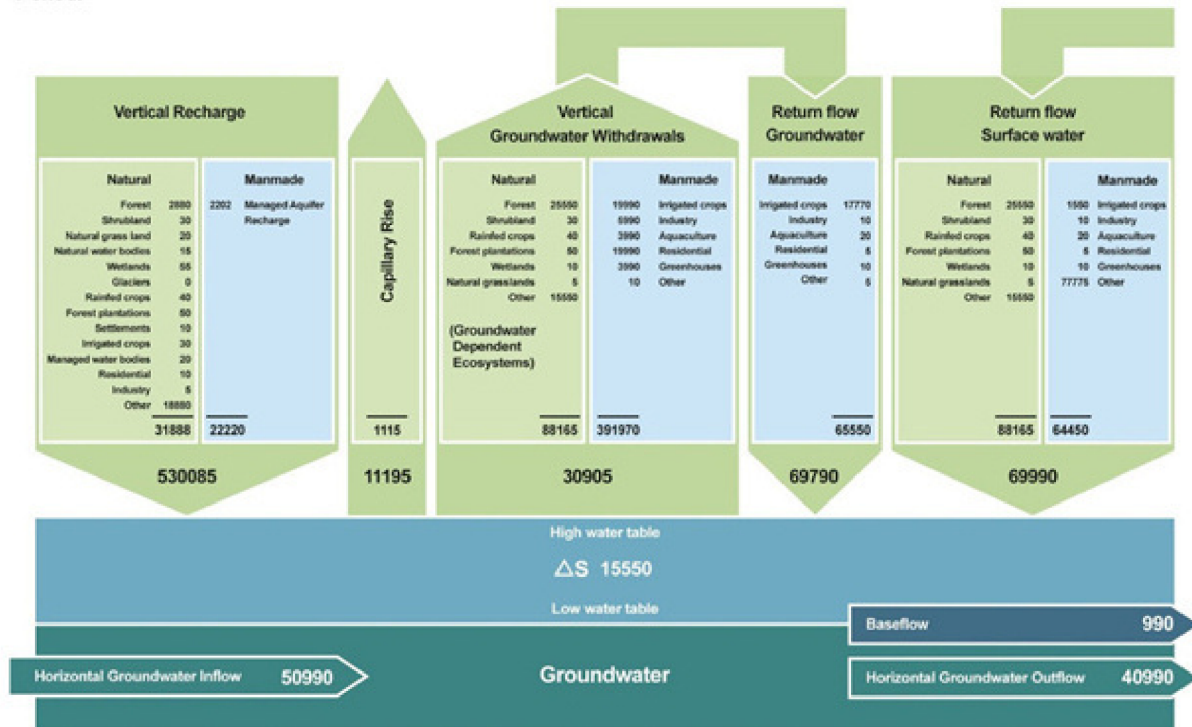 Vertical Recharge
Natural
Forest 2880
Shrubland 30
Natural grass land 20
Natural water bodies 15
Wetlands 55
Glaciers 0
Rainfed crops 40
Forest plantations 50
Settlements 10
Irrigated crops 30
Managed water bodies 20
Residential 10
Industry 5
Other 18880
31888
Manmade
2202 Managed Aquifer
Recharge
22220
530085
Capillary Rise
1115
11195
Vertical
Groundwater Withdrawals
Natural
Forest 25550
Shrubland 30
Rainfed crops 40
Forest plantations 50
Wetlands 10
Natural grasslands 5
Other 15550
(Groundwater
Dependent
Ecosystems)
88165
Manmade
19990 Irrigated crops
5990 Industry
3990 Aquaculture
19990 Residential
3990 Greenhouses
10 Other
391970
30905
Return flow
Groundwater
Manmade
Irrigated crops 17770
Industry 10
Aquaculture 20
Residential 5
Greenhouses 10
Other 5
65550
69790
Return flow
Surface water
Natural
Forest 25550
Shrubland 30
Rainfed crops 40
Forest plantations 50
Wetlands 10
Natural grasslands 5
Other 15550
88165
Manmade
Irrigated crops
10 Industry
20 Aquaculture
5 Residential
10 Greenhouses
77775 Other
64450
69990
High water table
△S 15550
Low water table
Baseflow 990
Horizontal Groundwater Inflow 50990
Groundwater
Horizontal Groundwater Outflow 40990